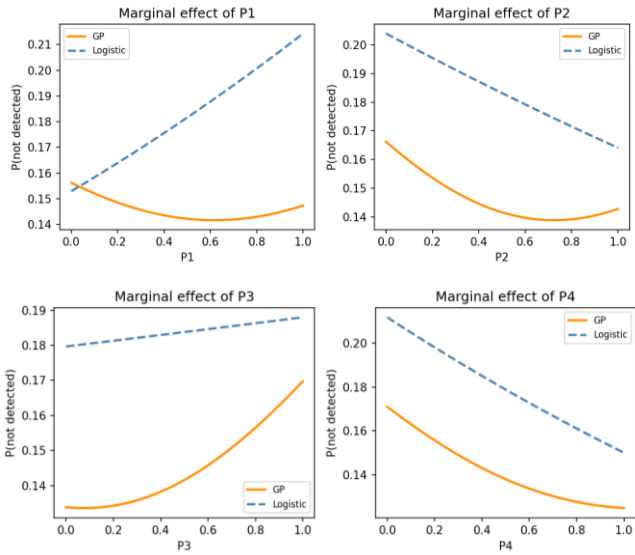 Marginal effect of P1
P(not detected)
0.21
0.20
0.19
0.18
0.17
0.16
0.15
0.14
GP
Logistic
0.0 0.2 0.4 0.6 0.8 1.0
P1
Marginal effect of P2
P(not detected)
0.20
0.19
0.18
0.17
0.16
0.15
0.14
GP
Logistic
0.0 0.2 0.4 0.6 0.8 1.0
P2
Marginal effect of P3
P(not detected)
0.19
0.18
0.17
0.16
0.15
0.14
GP
Logistic
0.0 0.2 0.4 0.6 0.8 1.0
P3
Marginal effect of P4
P(not detected)
0.20
0.18
0.16
0.14
GP
Logistic
0.0 0.2 0.4 0.6 0.8 1.0
P4